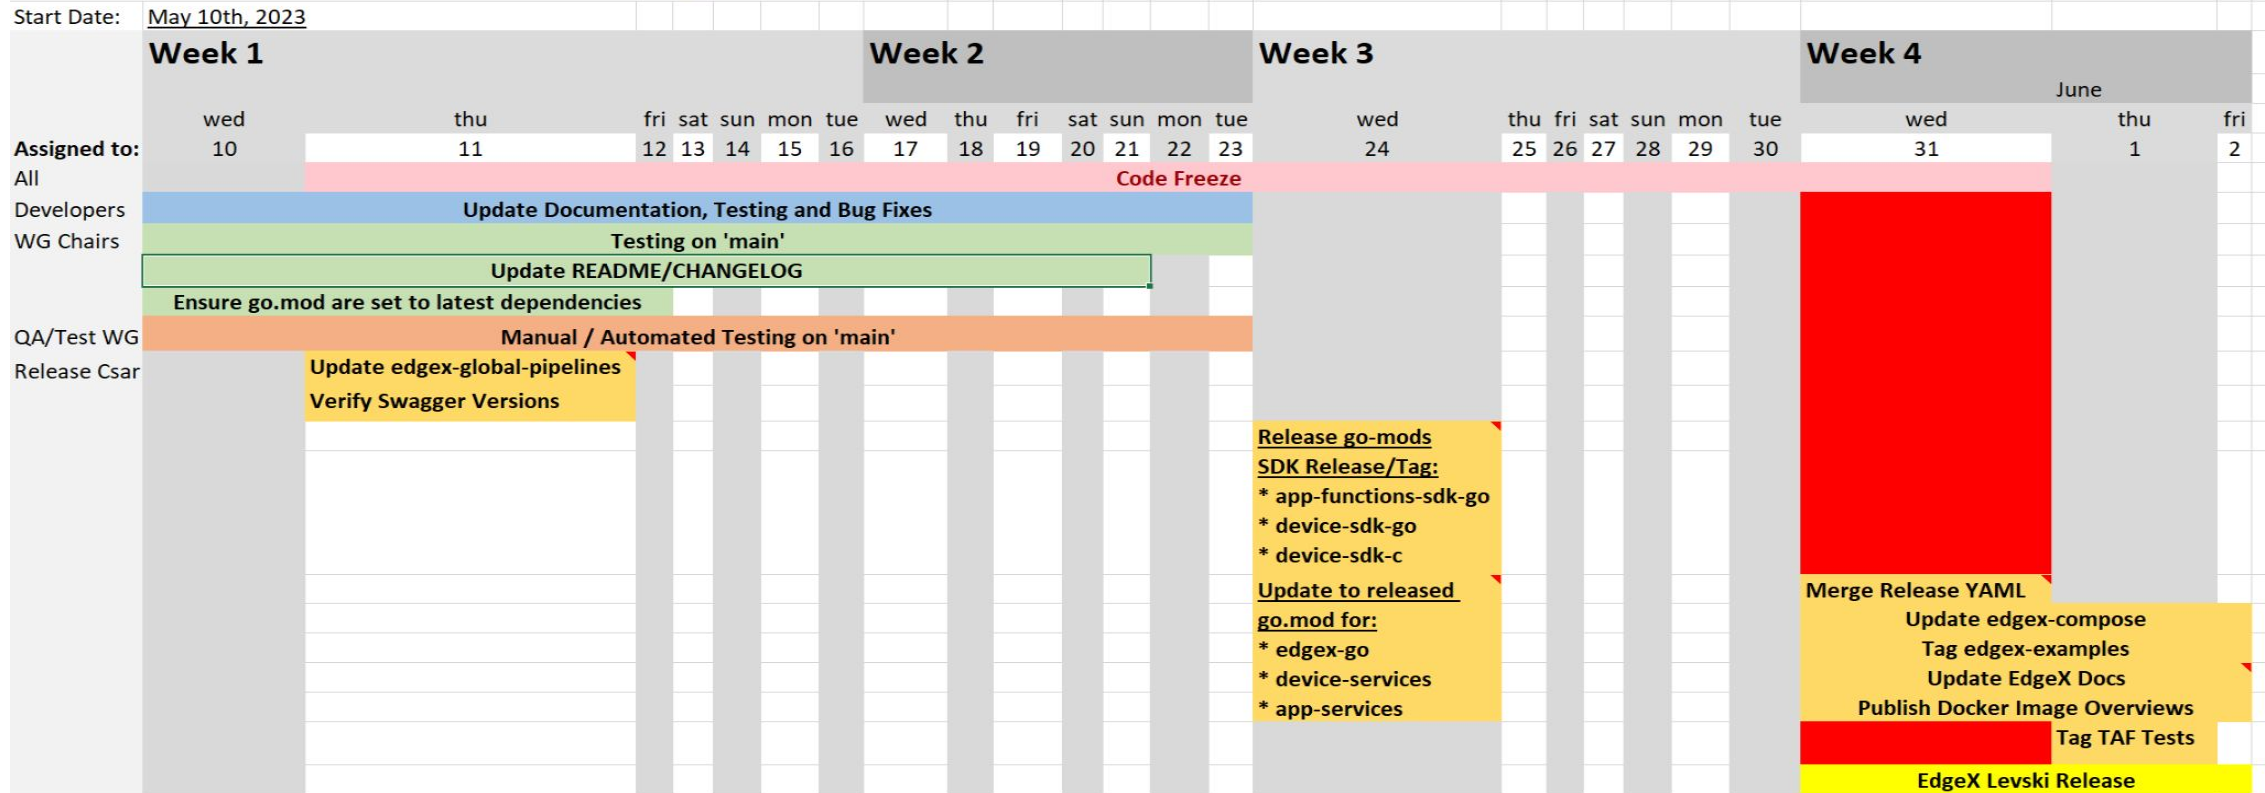 Start Date: May 10th, 2023
Week 1 Week 2 Week 3 Week 4
June
wed thu fri sat sun mon tue wed thu fri sat sun mon tue wed thu fri sat sun mon tue wed thu fri
Assigned to: 10 11 12 13 14 15 16 17 18 19 20 21 22 23 24 25 26 27 28 29 30 31 1 2
All Code Freeze
Developers Update Documentation, Testing and Bug Fixes
WG Chairs Testing on 'main'
Update README/CHANGELOG
Ensure go.mod are set to latest dependencies
QA/Test WG Manual / Automated Testing on 'main'
Release Csar Update edgex-global-pipelines
Verify Swagger Versions
Release go-mods
SDK Release/Tag:
* app-functions-sdk-go
* device-sdk-go
* device-sdk-c
Update to released
go.mod for:
* edgex-go
* device-services
* app-services
Merge Release YAML
Update edgex-compose
Tag edgex-examples
Update EdgeX Docs
Publish Docker Image Overviews
Tag TAF Tests
EdgeX Levski Release